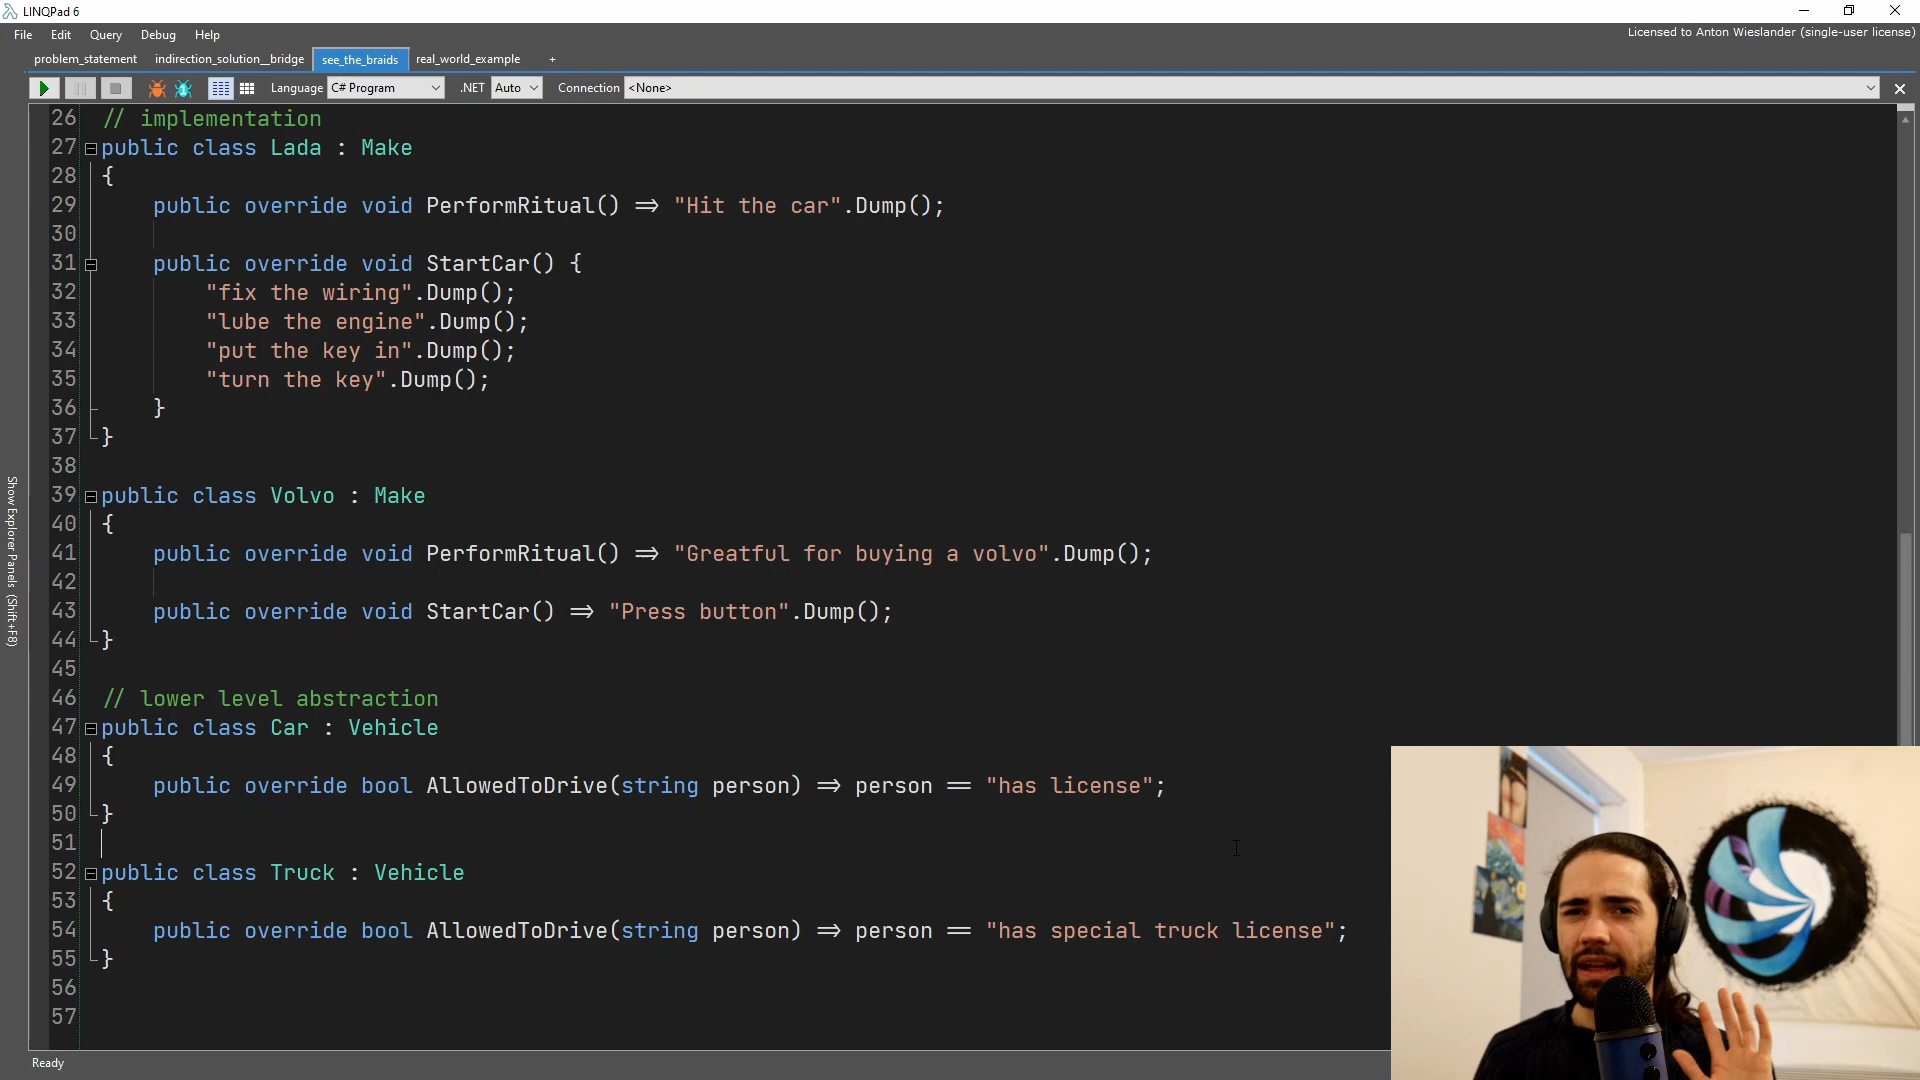 LINQPad 6
File Edit Query Debug Help
Licensed to Anton Wieslander (single-user license)
problem_statement indirection_solution__bridge see_the_braids real_world_example +
Language C# Program .NET Auto Connection <None>
Show Explorer Panels (Shift+F8)
26 // implementation
27 public class Lada : Make
28 {
29 public override void PerformRitual() => "Hit the car".Dump();
30
31 public override void StartCar() {
32 "fix the wiring".Dump();
33 "lube the engine".Dump();
34 "put the key in".Dump();
35 "turn the key".Dump();
36 }
37 }
38
39 public class Volvo : Make
40 {
41 public override void PerformRitual() => "Greatful for buying a volvo".Dump();
42
43 public override void StartCar() => "Press button".Dump();
44 }
45
46 // lower level abstraction
47 public class Car : Vehicle
48 {
49 public override bool AllowedToDrive(string person) => person == "has license";
50 }
51
52 public class Truck : Vehicle
53 {
54 public override bool AllowedToDrive(string person) => person == "has special truck license";
55 }
56
57
Ready